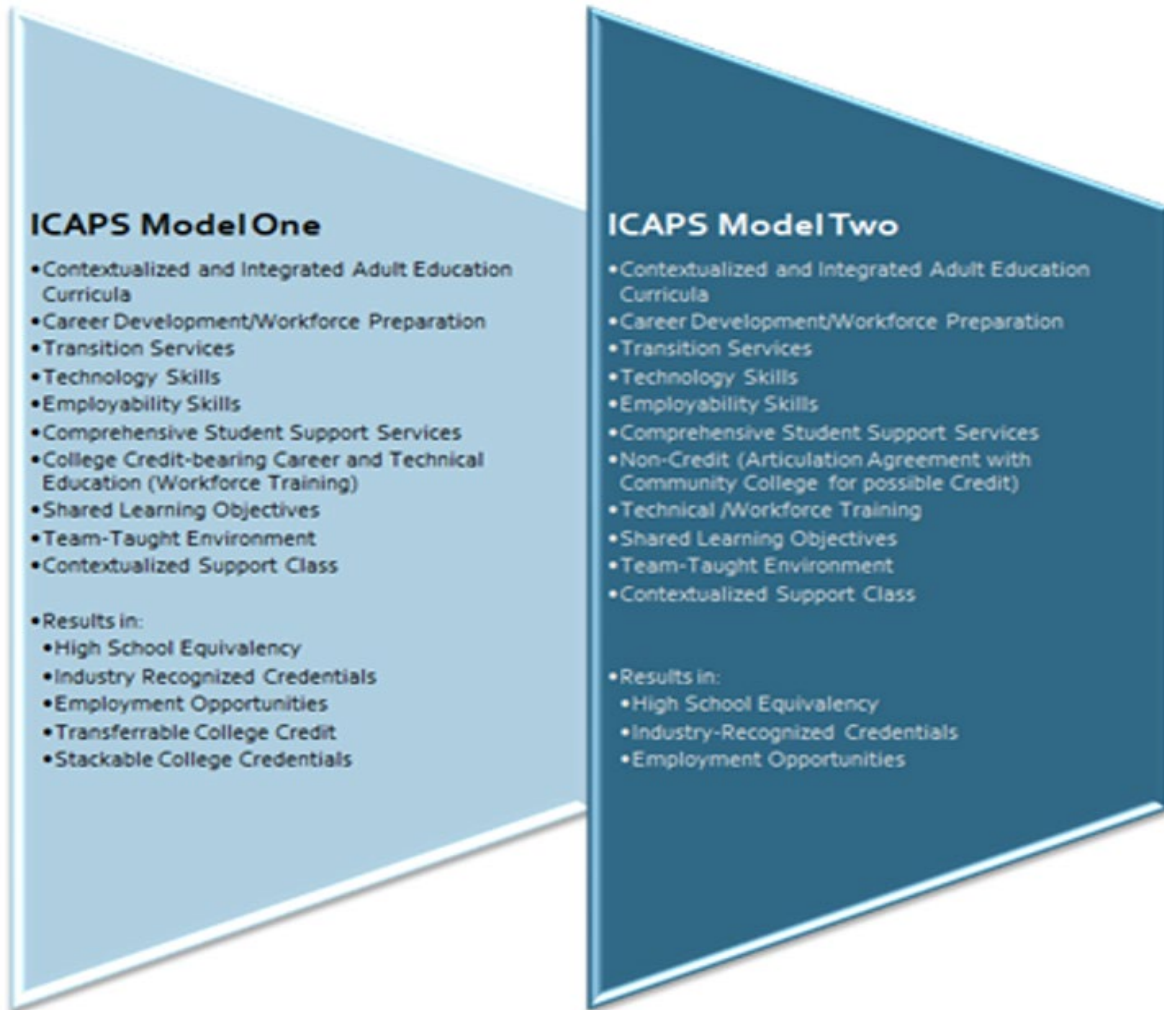 ICAPS Model One
•Contextualized and Integrated Adult Education
Curricula
•Career Development/Workforce Preparation
•Transition Services
•Technology Skills
•Employability Skills
•Comprehensive Student Support Services
•College Credit-bearing Career and Technical
Education (Workforce Training)
•Shared Learning Objectives
•Team-Taught Environment
•Contextualized Support Class
•Results in:
•High School Equivalency
•Industry Recognized Credentials
•Employment Opportunities
•Transferrable College Credit
•Stackable College Credentials
ICAPS Model Two
•Contextualized and Integrated Adult Education
Curricula
•Career Development/Workforce Preparation
•Transition Services
•Technology Skills
•Employability Skills
•Comprehensive Student Support Services
•Non-Credit (Articulation Agreement with
Community College for possible Credit)
•Technical /Workforce Training
•Shared Learning Objectives
•Team-Taught Environment
•Contextualized Support Class
•Results in:
•High School Equivalency
•Industry-Recognized Credentials
•Employment Opportunities